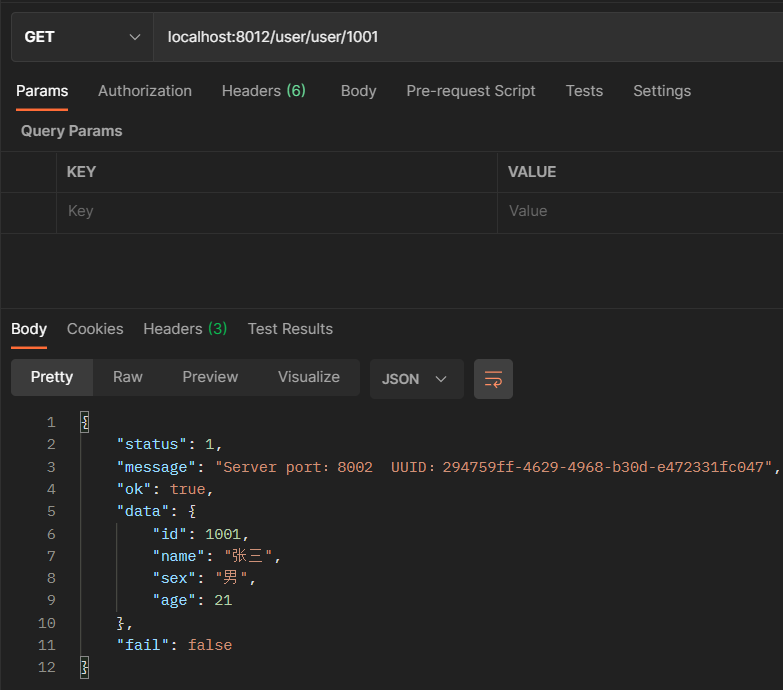 GET localhost:8012/user/user/1001
Params Authorization Headers (6) Body Pre-request Script Tests Settings
Query Params
KEY VALUE
Key Value
Body Cookies Headers (3) Test Results
Pretty Raw Preview Visualize JSON
1 {
2 "status": 1,
3 "message": "Server port：8002  UUID：294759ff-4629-4968-b30d-e472331fc047",
4 "ok": true,
5 "data": {
6 "id": 1001,
7 "name": "张三",
8 "sex": "男",
9 "age": 21
10 },
11 "fail": false
12 }